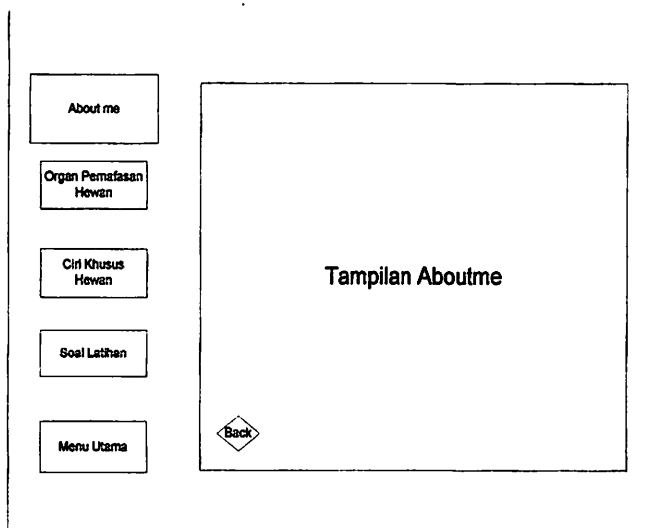 About me
Organ Pernafasan
Hewan
Ciri Khusus
Hewan
Soal Latihan
Menu Utama
Tampilan Aboutme
Back